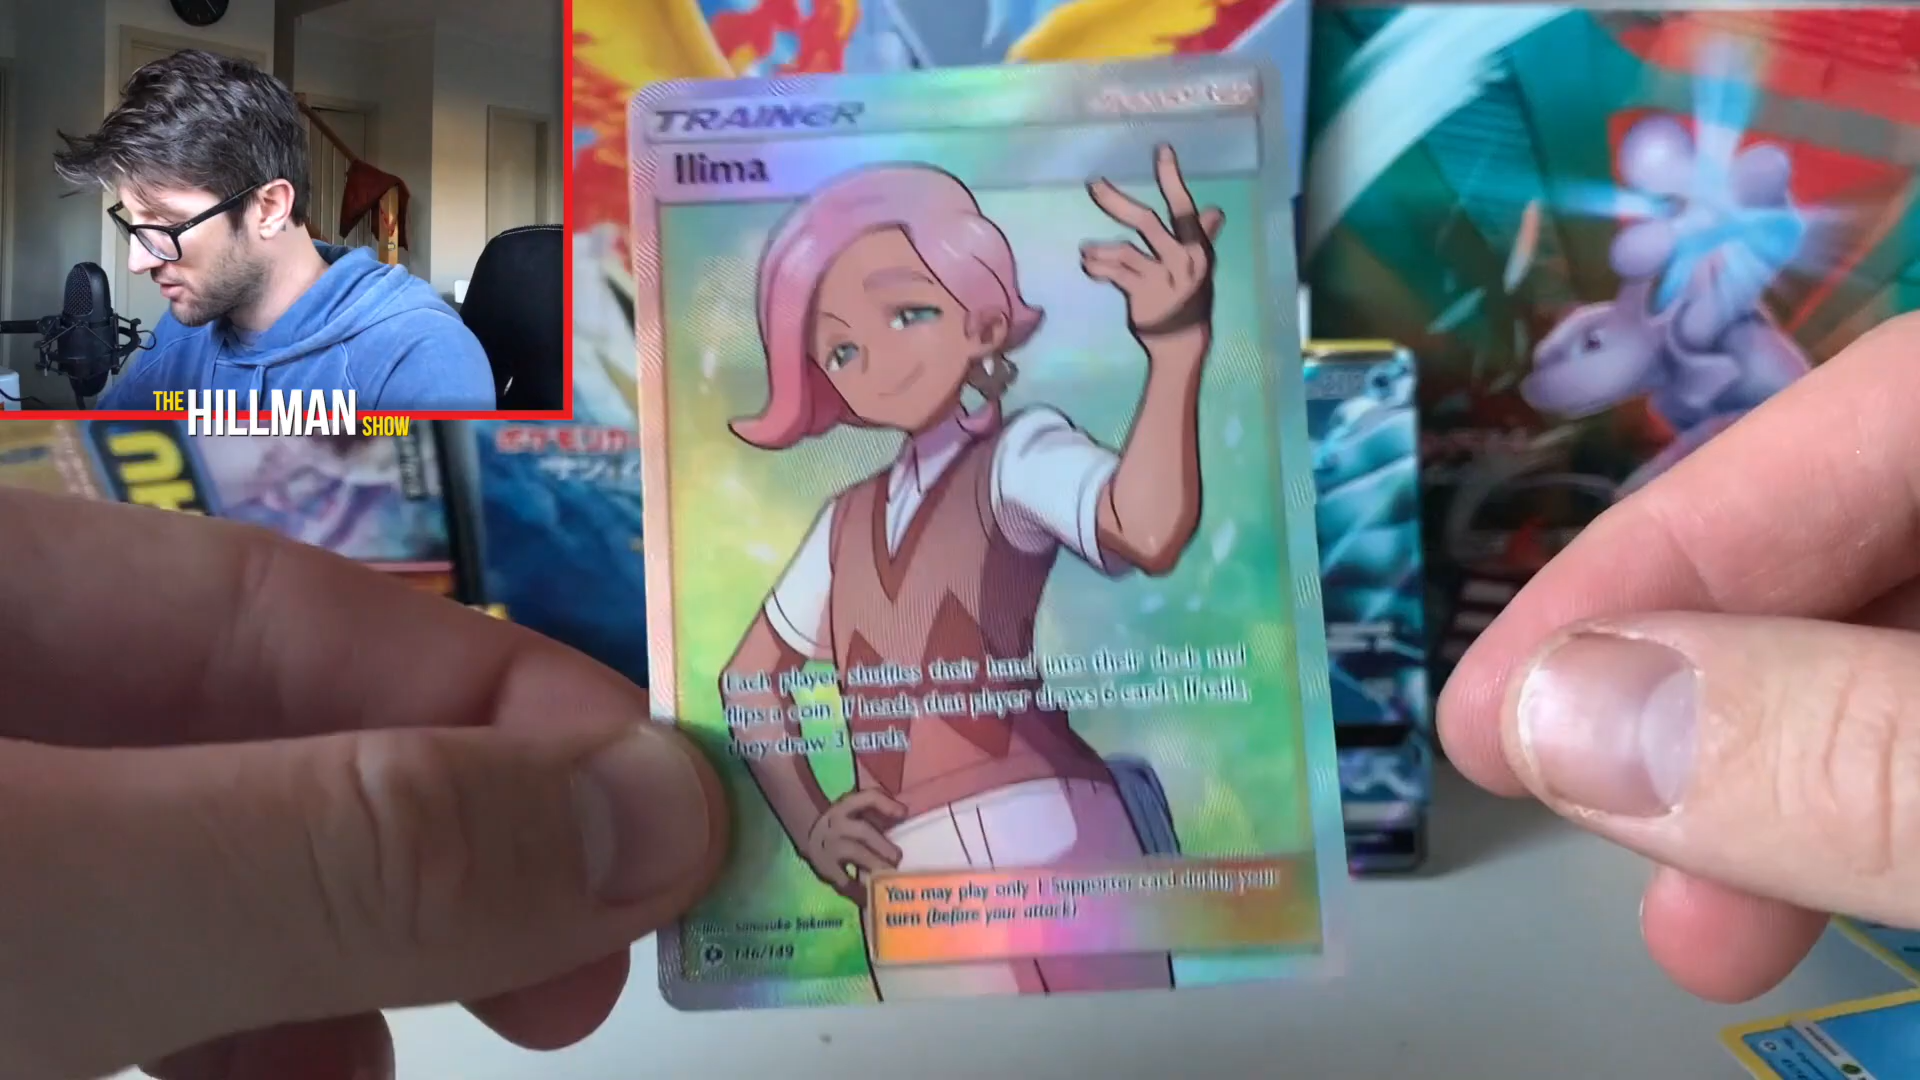 THE HILLMAN SHOW
TRAINER
Ilima
Each player shuffles their hand into their deck and
flips a coin. If heads, that player draws 6 cards. If tails,
they draw 3 cards.
You may play only 1 Supporter card during your
turn (before your attack).
146/149